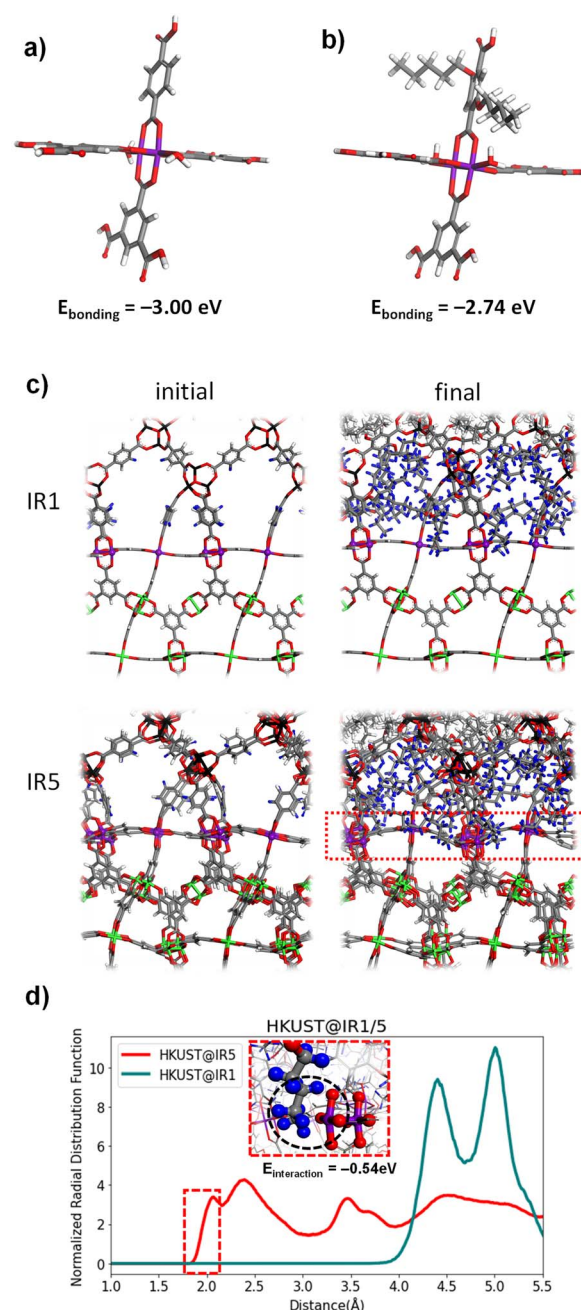 a)
b)
E_bonding = –3.00 eV
E_bonding = –2.74 eV
c)
initial
final
IR1
IR5
d)
HKUST@IR1/5
HKUST@IR5
HKUST@IR1
E_interaction = –0.54eV
Normalized Radial Distribution Function
10
8
6
4
2
0
1.0 1.5 2.0 2.5 3.0 3.5 4.0 4.5 5.0 5.5
Distance(Å)